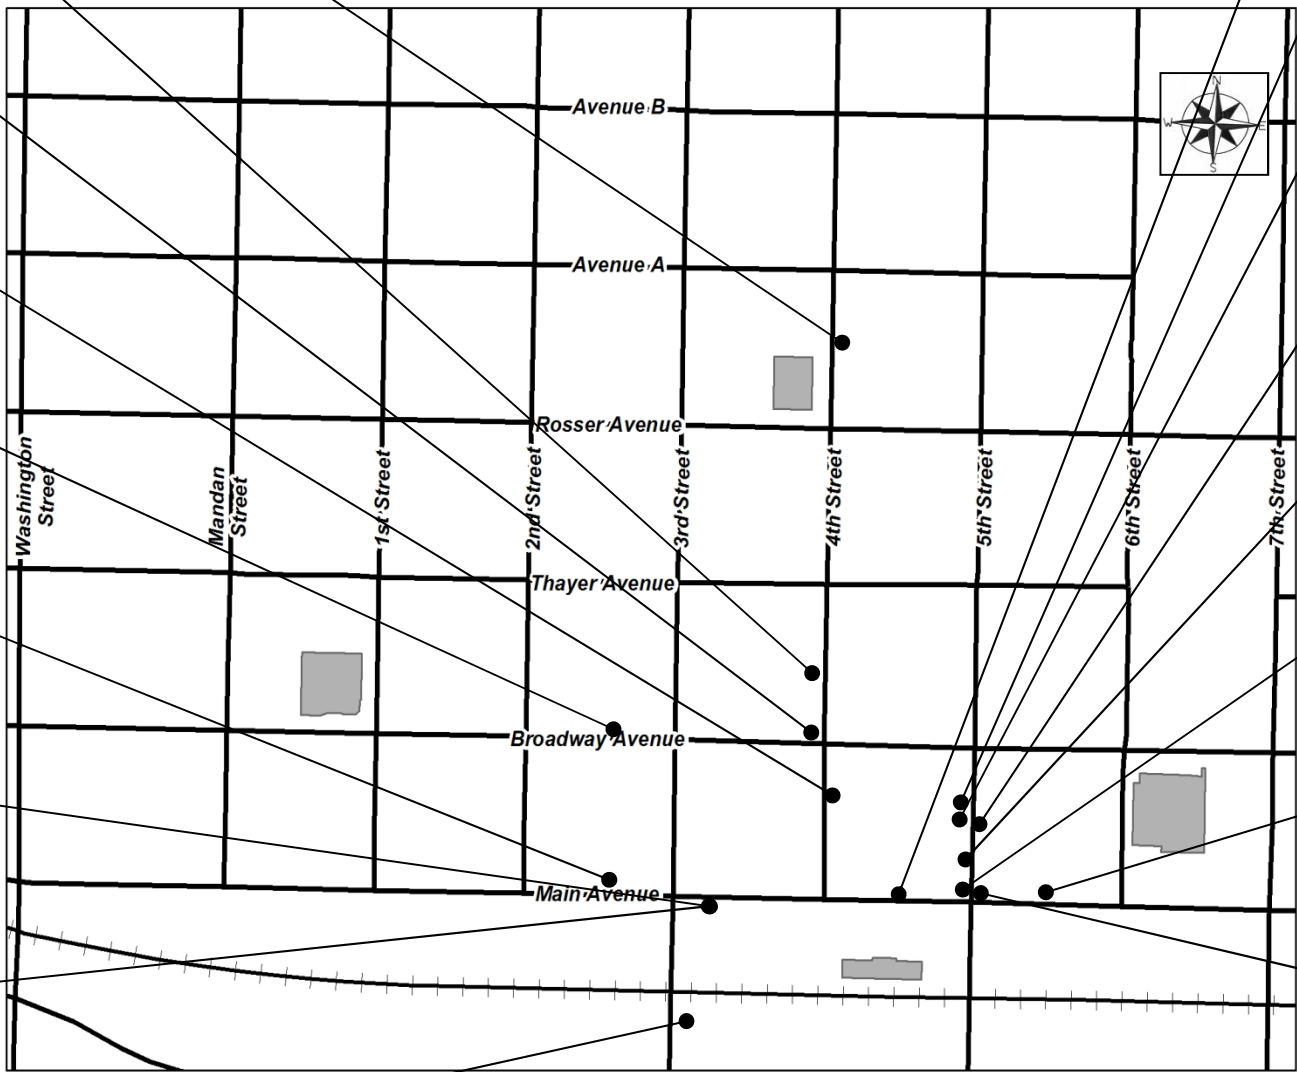 Avenue B
N
W
E
S
Avenue A
Rosser Avenue
Washington
Street
Mandan
Street
1st Street
2nd Street
3rd Street
4th Street
5th Street
6th Street
7th Street
Thayer Avenue
Broadway Avenue
Main Avenue